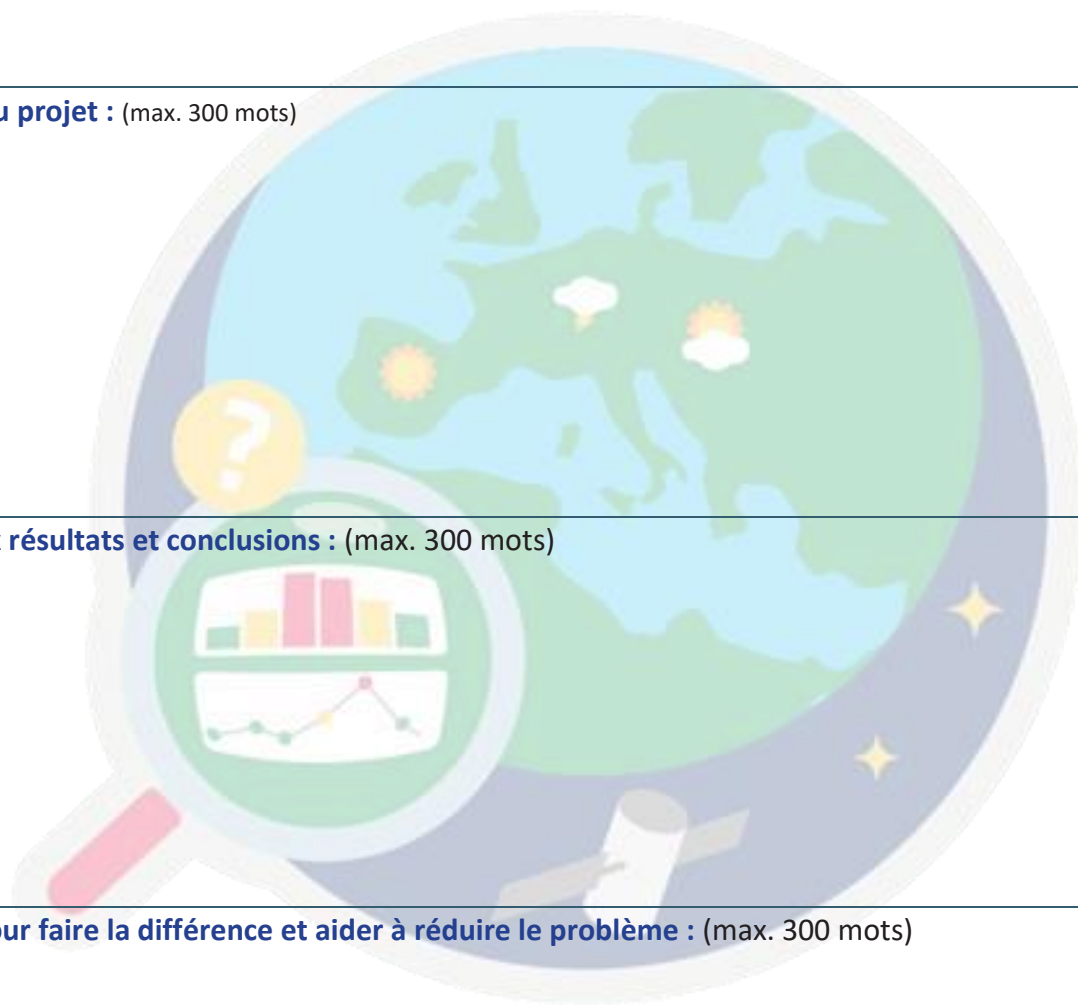 u projet : (max. 300 mots)
?
résultats et conclusions : (max. 300 mots)
ur faire la différence et aider à réduire le problème : (max. 300 mots)